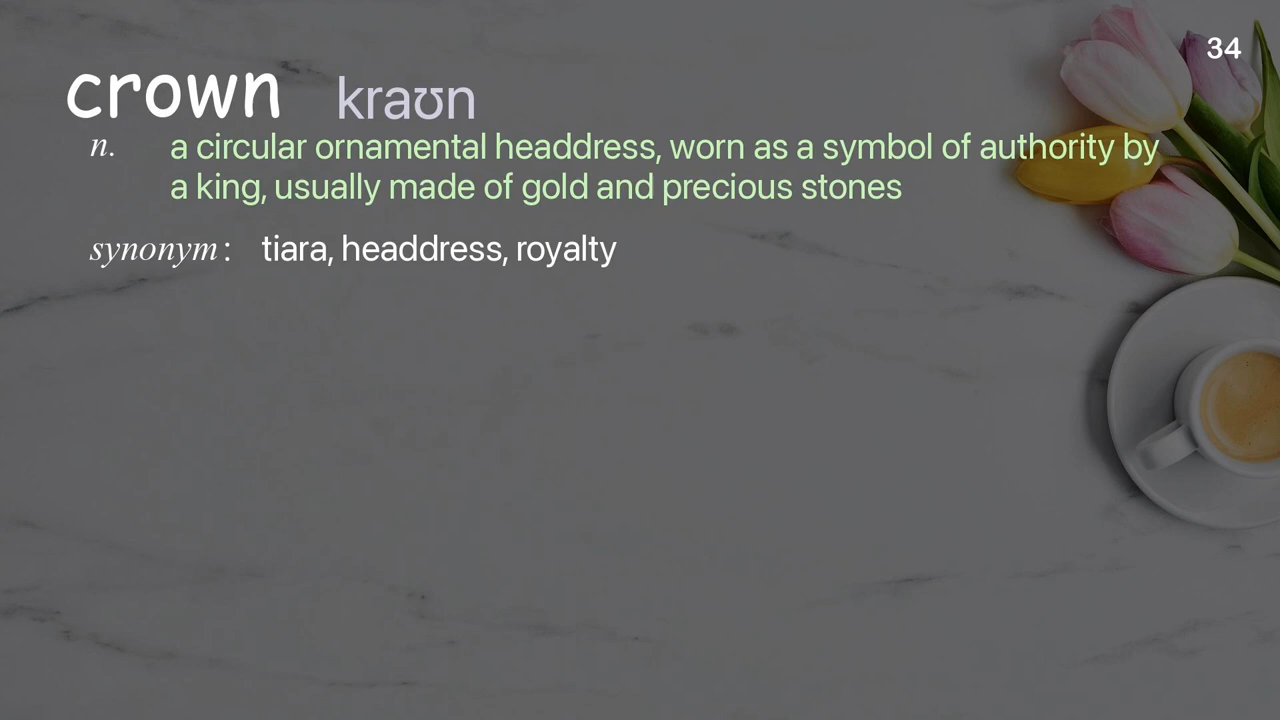 34
crown kraʊn
n. a circular ornamental headdress, worn as a symbol of authority by
a king, usually made of gold and precious stones
synonym: tiara, headdress, royalty